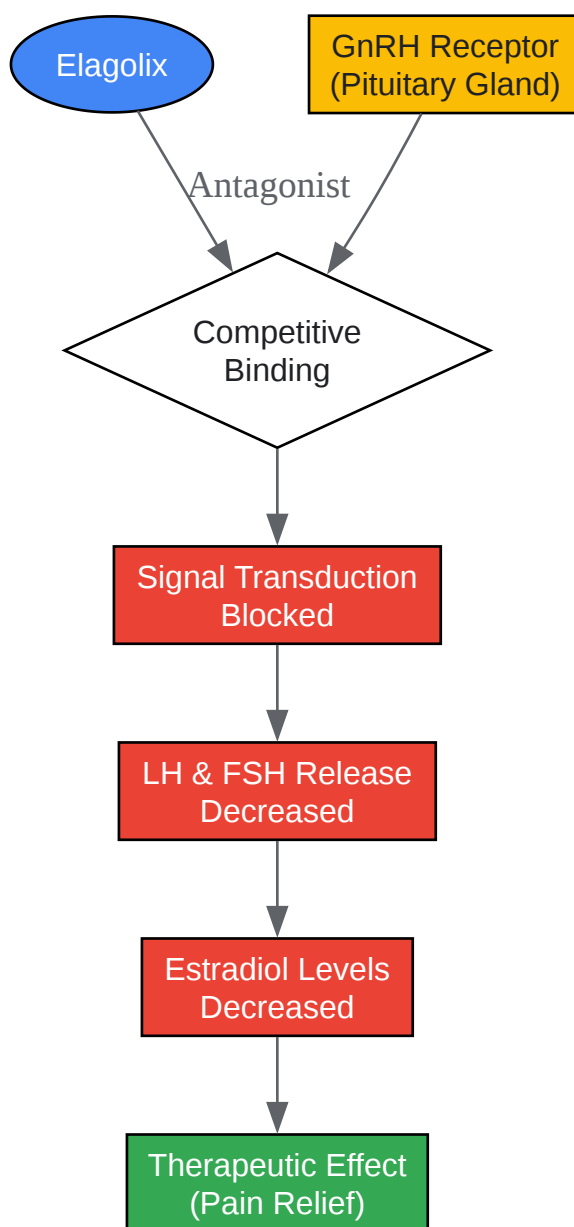 Elagolix
GnRH Receptor
(Pituitary Gland)
Antagonist
Competitive
Binding
Signal Transduction
Blocked
LH & FSH Release
Decreased
Estradiol Levels
Decreased
Therapeutic Effect
(Pain Relief)